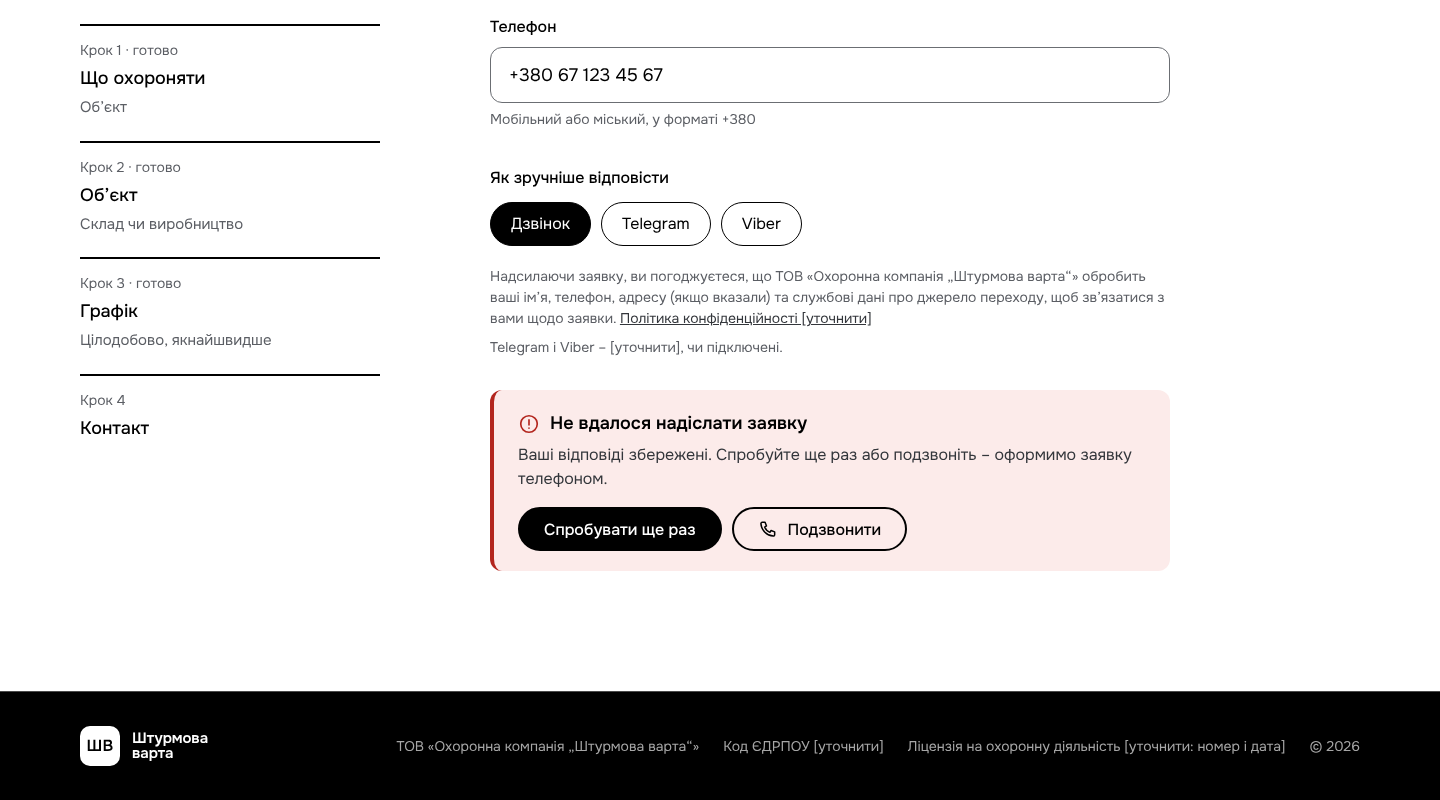 Крок 1 · готово
Що охороняти
Об’єкт
Крок 2 · готово
Об’єкт
Склад чи виробництво
Крок 3 · готово
Графік
Цілодобово, якнайшвидше
Крок 4
Контакт
Телефон
+380 67 123 45 67
Мобільний або міський, у форматі +380
Як зручніше відповісти
Дзвінок
Telegram
Viber
Надсилаючи заявку, ви погоджуєтеся, що ТОВ «Охоронна компанія „Штурмова варта“» обробить
ваші ім’я, телефон, адресу (якщо вказали) та службові дані про джерело переходу, щоб зв’язатися з
вами щодо заявки. Політика конфіденційності [уточнити]
Telegram і Viber – [уточнити], чи підключені.
Не вдалося надіслати заявку
Ваші відповіді збережені. Спробуйте ще раз або подзвоніть – оформимо заявку
телефоном.
Спробувати ще раз
Подзвонити
ШВ
Штурмова
варта
ТОВ «Охоронна компанія „Штурмова варта“»
Код ЄДРПОУ [уточнити]
Ліцензія на охоронну діяльність [уточнити: номер і дата]
© 2026